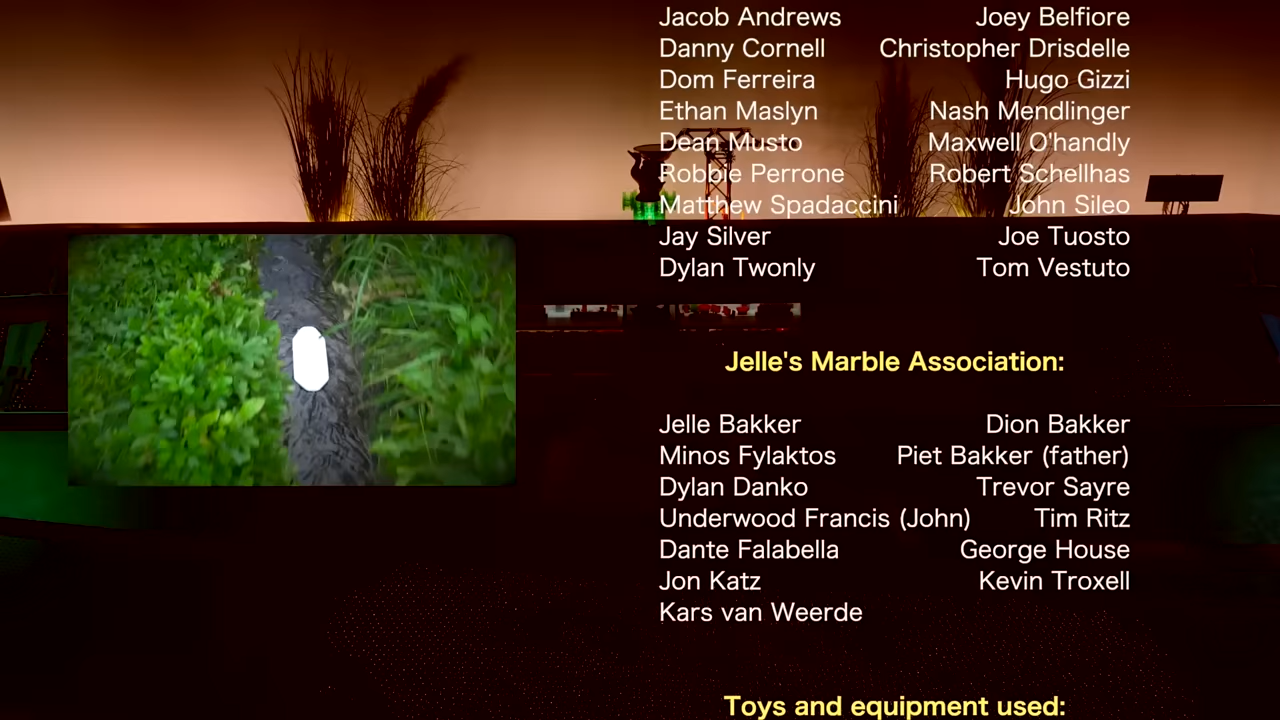 Jacob Andrews Joey Belfiore
Danny Cornell Christopher Drisdelle
Dom Ferreira Hugo Gizzi
Ethan Maslyn Nash Mendlinger
Dean Musto Maxwell O'handly
Robbie Perrone Robert Schellhas
Matthew Spadaccini John Sileo
Jay Silver Joe Tuosto
Dylan Twonly Tom Vestuto
Jelle's Marble Association:
Jelle Bakker Dion Bakker
Minos Fylaktos Piet Bakker (father)
Dylan Danko Trevor Sayre
Underwood Francis (John) Tim Ritz
Dante Falabella George House
Jon Katz Kevin Troxell
Kars van Weerde
Toys and equipment used: